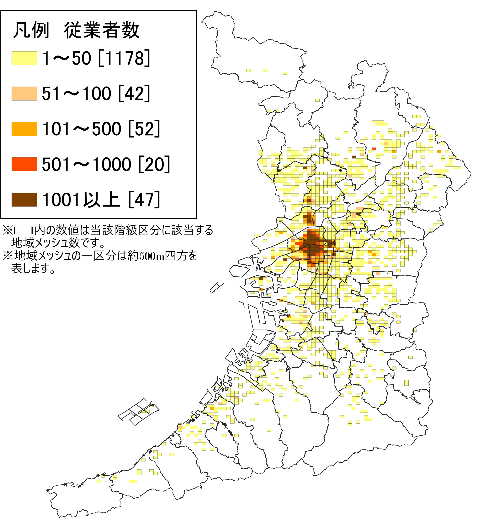 凡例 従業者数
1～50 [1178]
51～100 [42]
101～500 [52]
501～1000 [20]
1001以上 [47]
※[ ]内の数値は当該階級区分に該当する
地域メッシュ数です。
※地域メッシュの一区分は約500m四方を
表します。